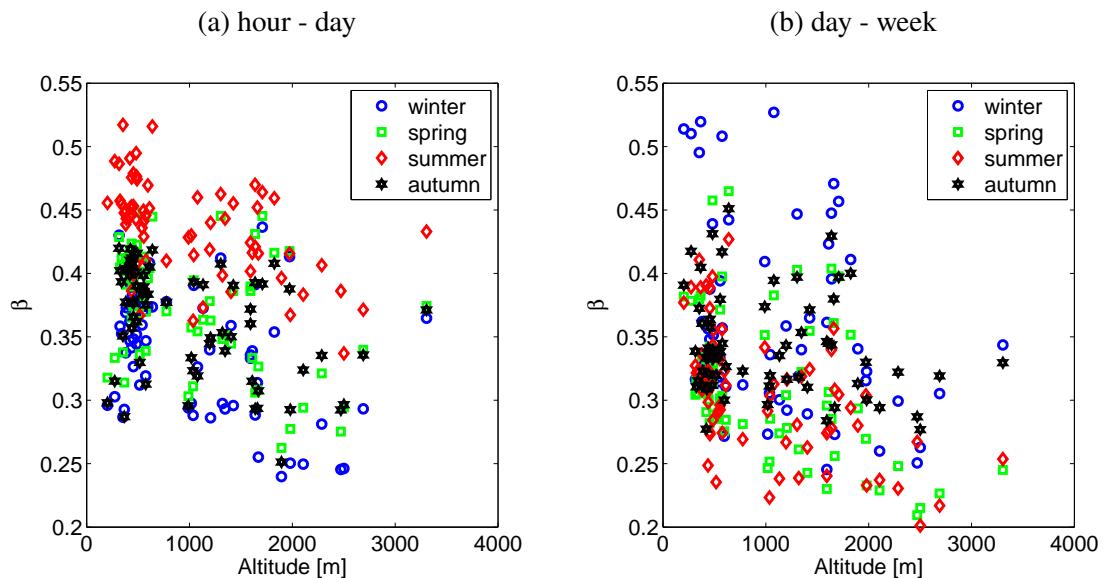 (a) hour - day
0.55
0.5
0.45
0.4
0.35
0.3
0.25
0.2
β
0
1000
2000
3000
4000
Altitude [m]
winter
spring
summer
autumn
(b) day - week
0.55
0.5
0.45
0.4
0.35
0.3
0.25
0.2
β
0
1000
2000
3000
4000
Altitude [m]
winter
spring
summer
autumn